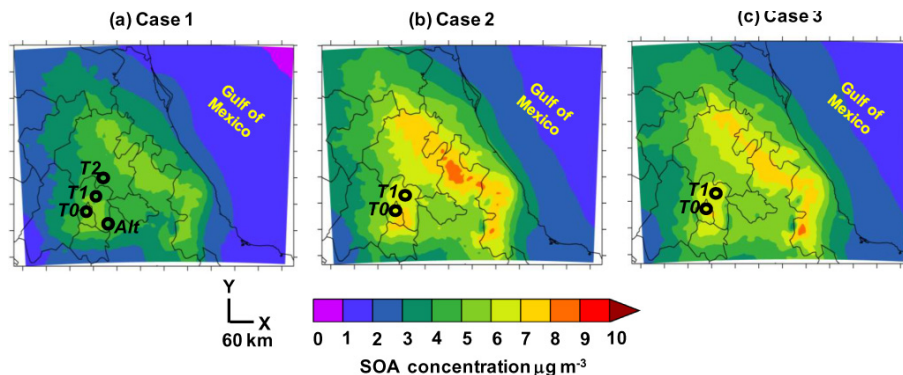 (a) Case 1
(b) Case 2
(c) Case 3
Gulf of Mexico
Gulf of Mexico
Gulf of Mexico
T2
T1
T0
Alt
T1
T0
T1
T0
Y
X
60 km
0 1 2 3 4 5 6 7 8 9 10
SOA concentration μg m⁻³